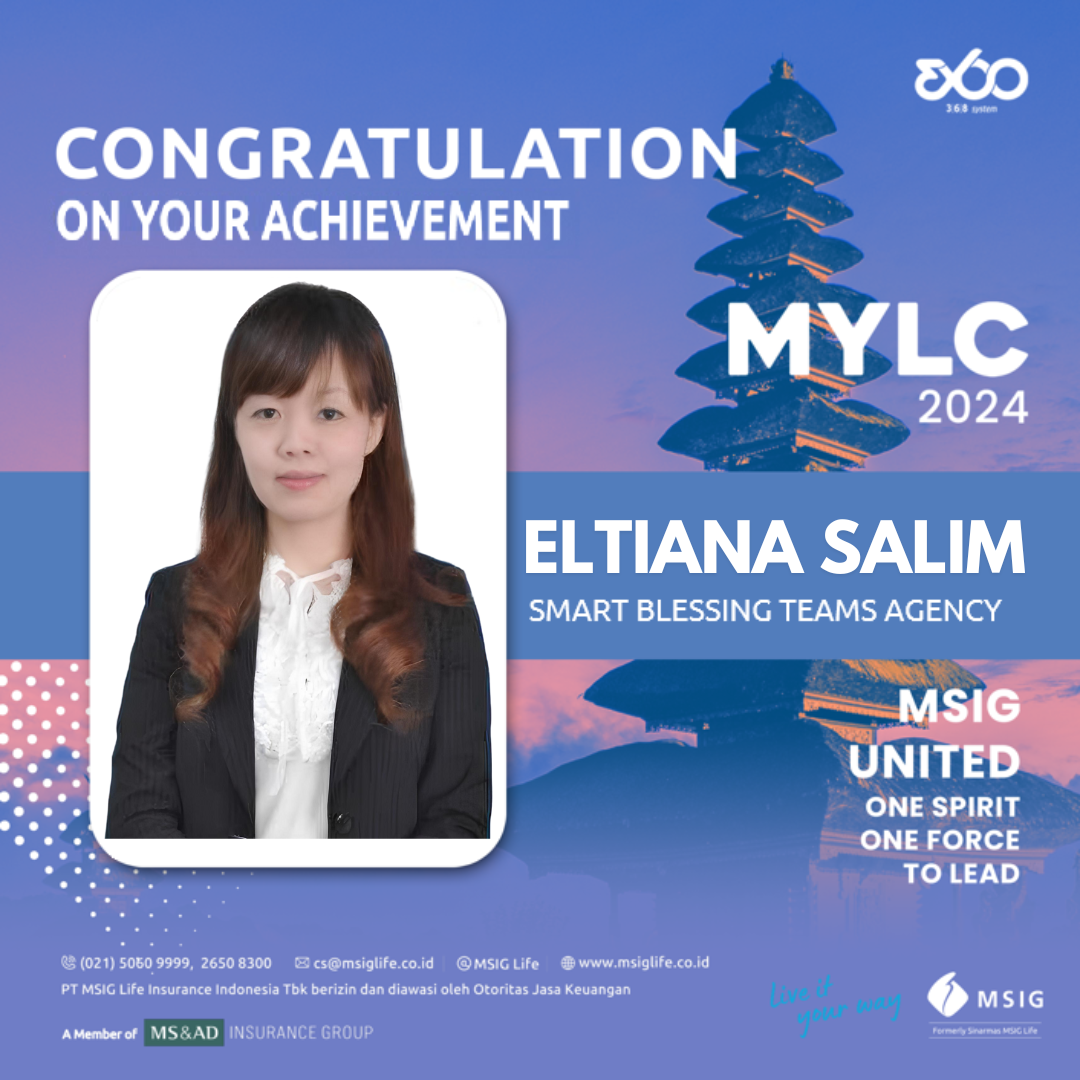 368 system
CONGRATULATION
ON YOUR ACHIEVEMENT
MYLC
2024
ELTIANA SALIM
SMART BLESSING TEAMS AGENCY
MSIG
UNITED
ONE SPIRIT
ONE FORCE
TO LEAD
(021) 5060 9999, 2650 8300 cs@msiglife.co.id @ MSIG Life www.msiglife.co.id
PT MSIG Life Insurance Indonesia Tbk berizin dan diawasi oleh Otoritas Jasa Keuangan
A Member of MS&AD INSURANCE GROUP
live it
your way
MSIG
Formerly Sinarmas MSIG Life